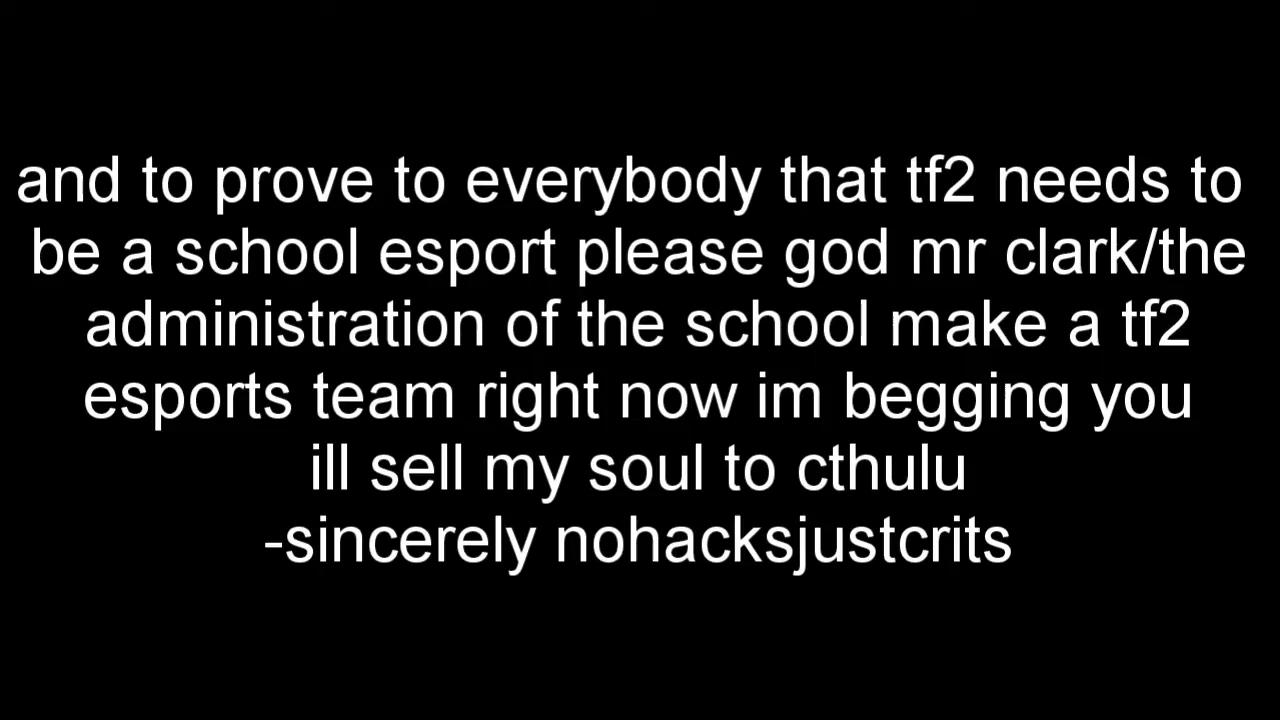 and to prove to everybody that tf2 needs to
be a school esport please god mr clark/the
administration of the school make a tf2
esports team right now im begging you
ill sell my soul to cthulu
-sincerely nohacksjustcrits